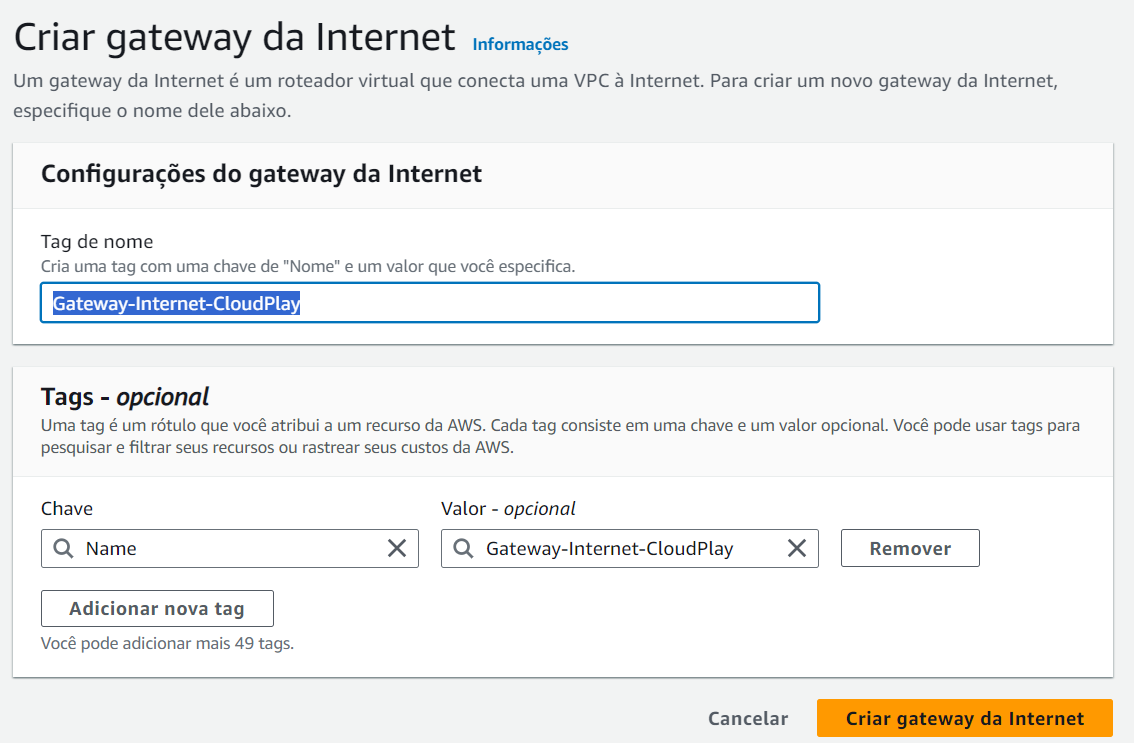 Criar gateway da Internet Informações
Um gateway da Internet é um roteador virtual que conecta uma VPC à Internet. Para criar um novo gateway da Internet,
especifique o nome dele abaixo.
Configurações do gateway da Internet
Tag de nome
Cria uma tag com uma chave de "Nome" e um valor que você especifica.
Gateway-Internet-CloudPlay
Tags - opcional
Uma tag é um rótulo que você atribui a um recurso da AWS. Cada tag consiste em uma chave e um valor opcional. Você pode usar tags para
pesquisar e filtrar seus recursos ou rastrear seus custos da AWS.
Chave Valor - opcional
Name Gateway-Internet-CloudPlay Remover
Adicionar nova tag
Você pode adicionar mais 49 tags.
Cancelar Criar gateway da Internet